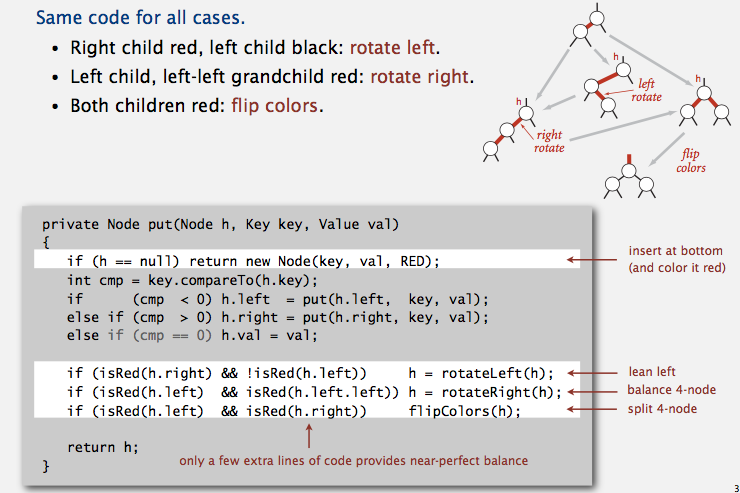 Same code for all cases.
• Right child red, left child black: rotate left.
• Left child, left-left grandchild red: rotate right.
• Both children red: flip colors.
h
h
left
rotate
h
right
rotate
flip
colors
private Node put(Node h, Key key, Value val)
{
if (h == null) return new Node(key, val, RED);
insert at bottom
(and color it red)
int cmp = key.compareTo(h.key);
if (cmp < 0) h.left = put(h.left, key, val);
else if (cmp > 0) h.right = put(h.right, key, val);
else if (cmp == 0) h.val = val;
if (isRed(h.right) && !isRed(h.left)) h = rotateLeft(h);
lean left
if (isRed(h.left) && isRed(h.left.left)) h = rotateRight(h);
balance 4-node
if (isRed(h.left) && isRed(h.right)) flipColors(h);
split 4-node
return h;
only a few extra lines of code provides near-perfect balance
}
3